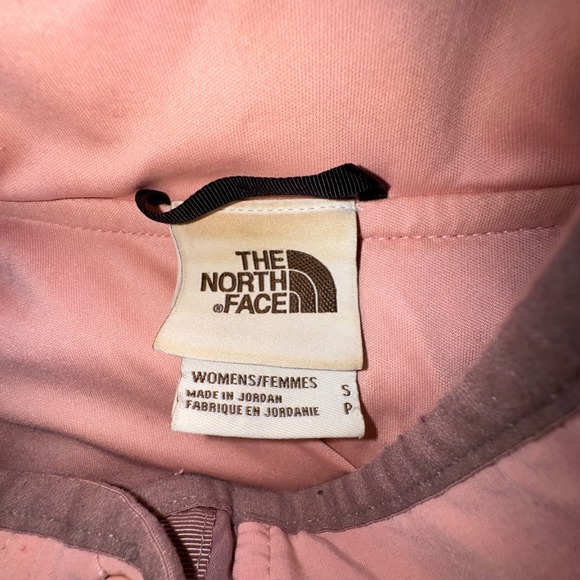 THE
NORTH
®FACE
WOMENS/FEMMES S
MADE IN JORDAN
FABRIQUE EN JORDANIE P